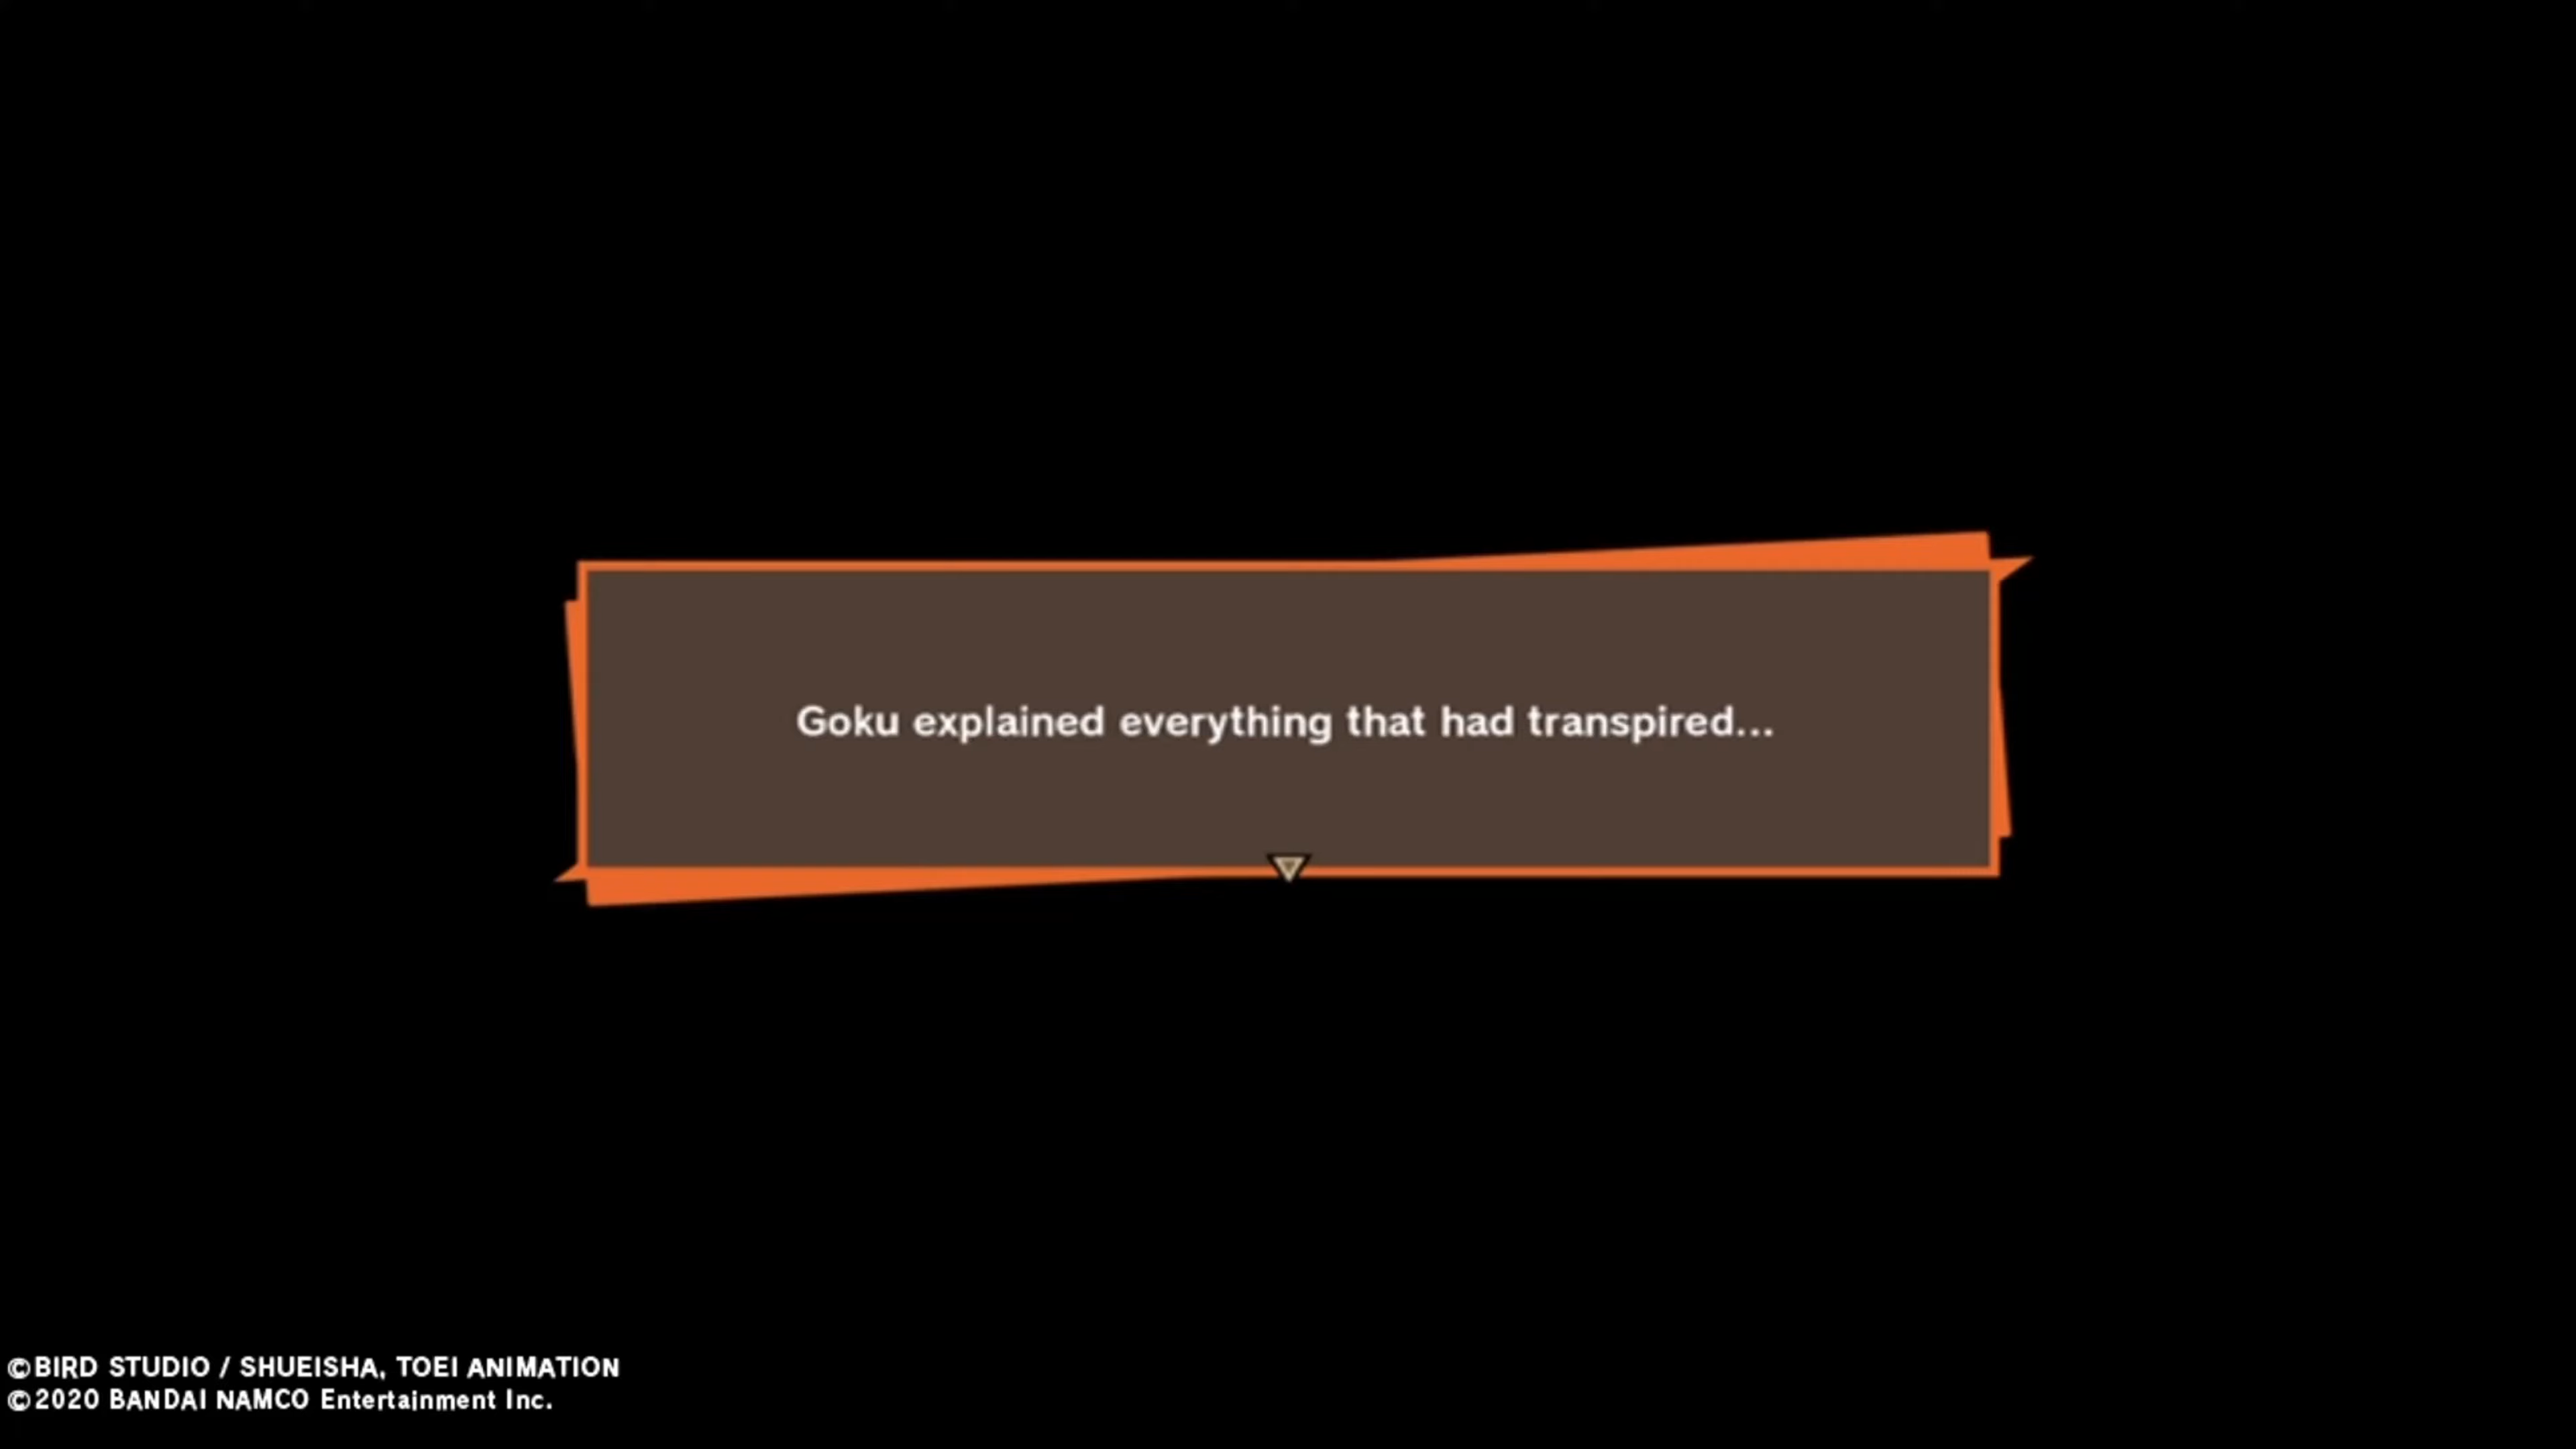 Goku explained everything that had transpired...
©BIRD STUDIO / SHUEISHA, TOEI ANIMATION
©2020 BANDAI NAMCO Entertainment Inc.